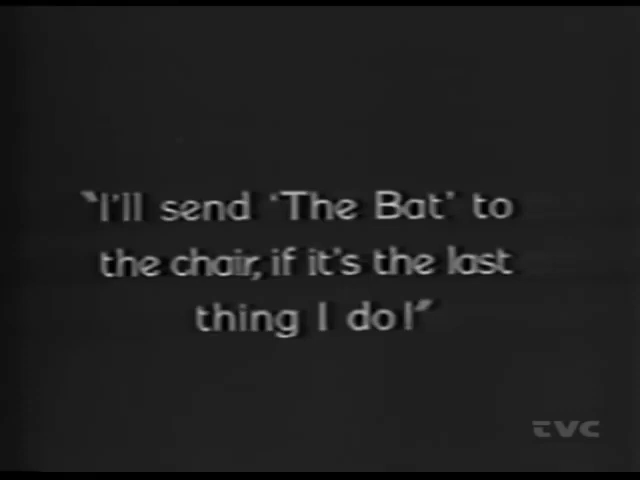 “I'll send ‘The Bat’ to
the chair, if it's the last
thing I do!”
TVC